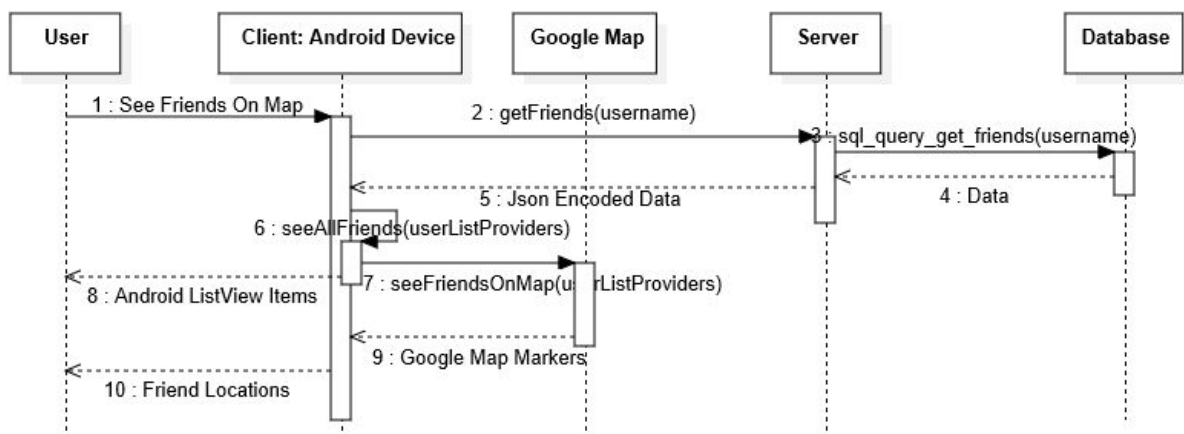 User
Client: Android Device
Google Map
Server
Database
1 : See Friends On Map
2 : getFriends(username)
3 : sql_query_get_friends(username)
4 : Data
5 : Json Encoded Data
6 : seeAllFriends(userListProviders)
7 : seeFriendsOnMap(userListProviders)
8 : Android ListView Items
9 : Google Map Markers
10 : Friend Locations